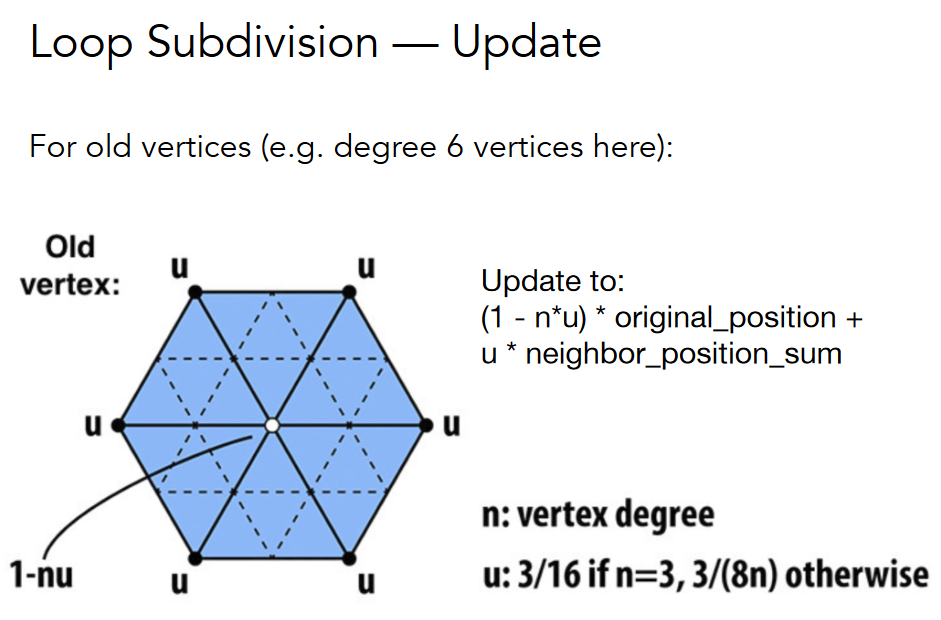 Loop Subdivision — Update
For old vertices (e.g. degree 6 vertices here):
Old
vertex:
u
u
Update to:
(1 - n*u) * original_position +
u * neighbor_position_sum
u
u
n: vertex degree
1-nu
u
u
u: 3/16 if n=3, 3/(8n) otherwise